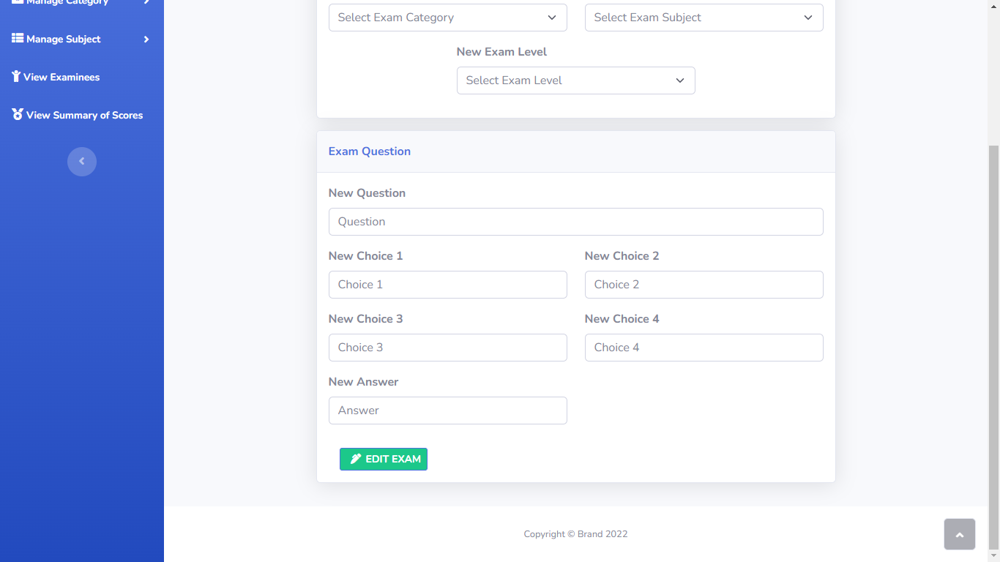 Manage Category
Manage Subject
View Examinees
View Summary of Scores
Select Exam Category
Select Exam Subject
New Exam Level
Select Exam Level
Exam Question
New Question
Question
New Choice 1
New Choice 2
Choice 1
Choice 2
New Choice 3
New Choice 4
Choice 3
Choice 4
New Answer
Answer
EDIT EXAM
Copyright © Brand 2022